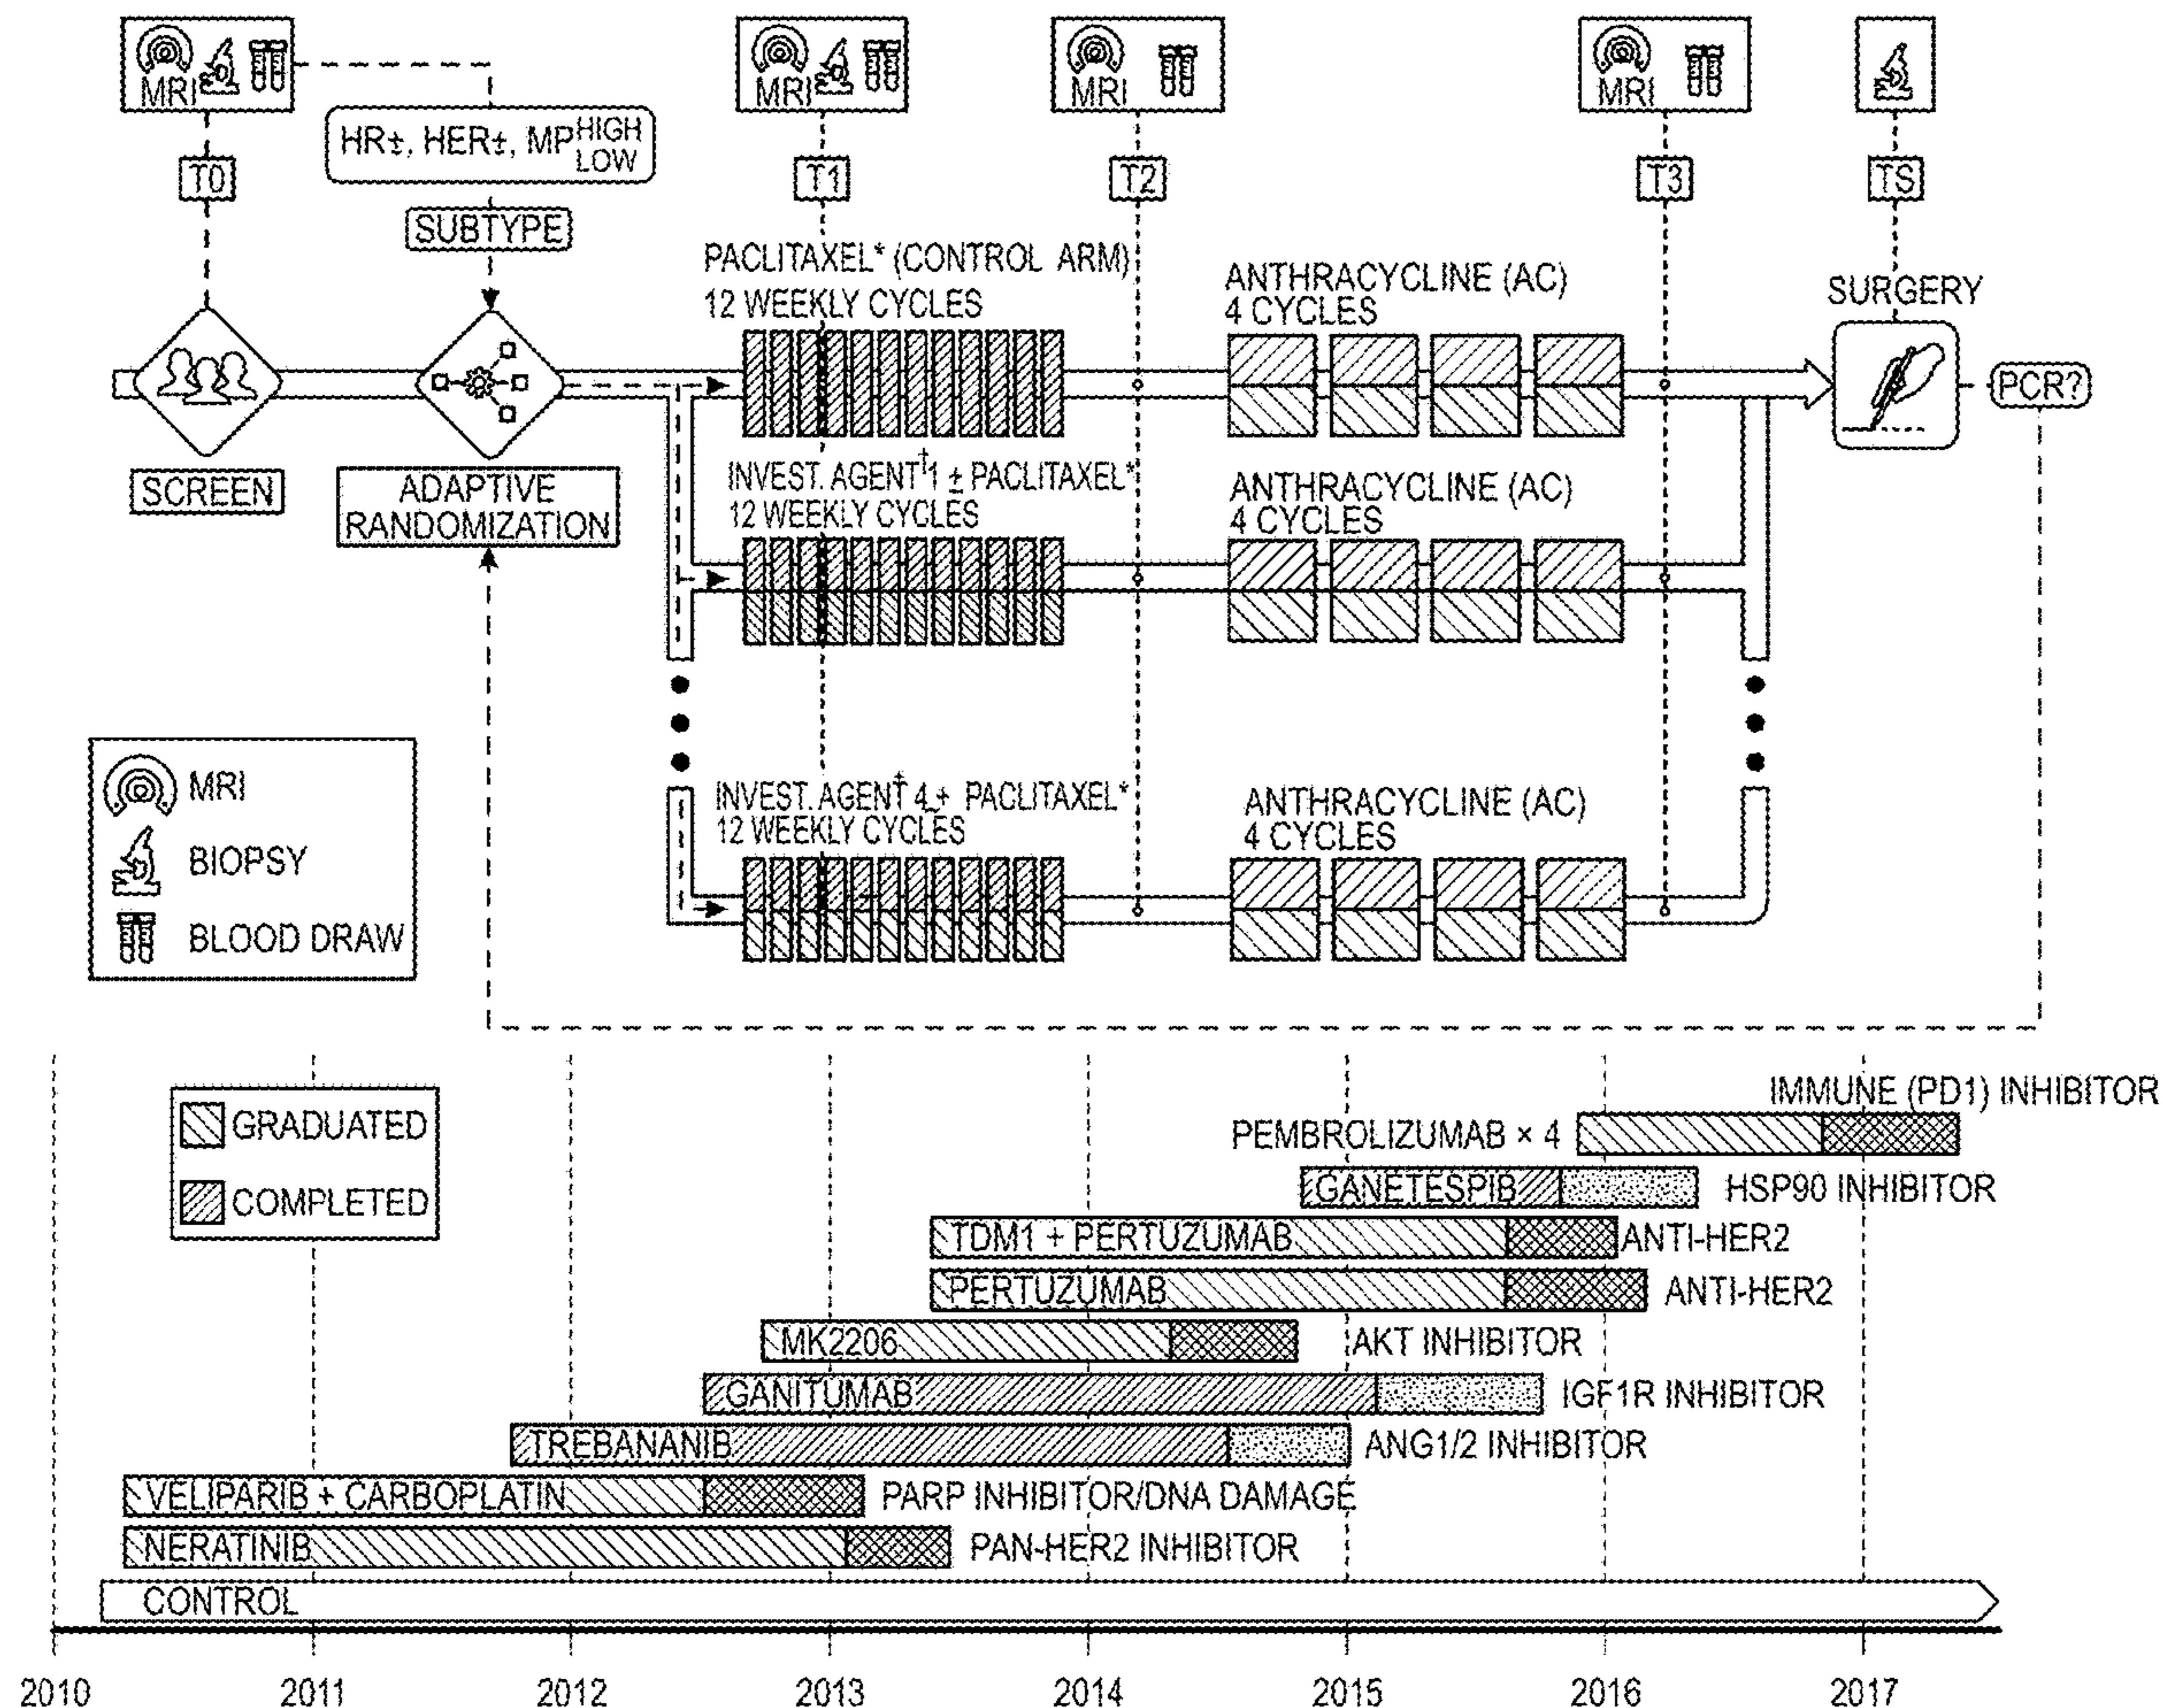 MRI
MRI
MRI
MRI
HR±, HER±, MP HIGH
LOW
T0
T1
T2
T3
TS
SUBTYPE
PACLITAXEL* (CONTROL ARM)
12 WEEKLY CYCLES
ANTHRACYCLINE (AC)
4 CYCLES
SURGERY
PCR?
SCREEN
ADAPTIVE
RANDOMIZATION
INVEST. AGENT†1 ± PACLITAXEL*
12 WEEKLY CYCLES
ANTHRACYCLINE (AC)
4 CYCLES
MRI
BIOPSY
BLOOD DRAW
INVEST. AGENT† 4 ± PACLITAXEL*
12 WEEKLY CYCLES
ANTHRACYCLINE (AC)
4 CYCLES
GRADUATED
COMPLETED
IMMUNE (PD1) INHIBITOR
PEMBROLIZUMAB × 4
GANETESPIB HSP90 INHIBITOR
TDM1 + PERTUZUMAB ANTI-HER2
PERTUZUMAB ANTI-HER2
MK2206 AKT INHIBITOR
GANITUMAB IGF1R INHIBITOR
TREBANANIB ANG1/2 INHIBITOR
VELIPARIB + CARBOPLATIN PARP INHIBITOR/DNA DAMAGE
NERATINIB PAN-HER2 INHIBITOR
CONTROL
2010 2011 2012 2013 2014 2015 2016 2017